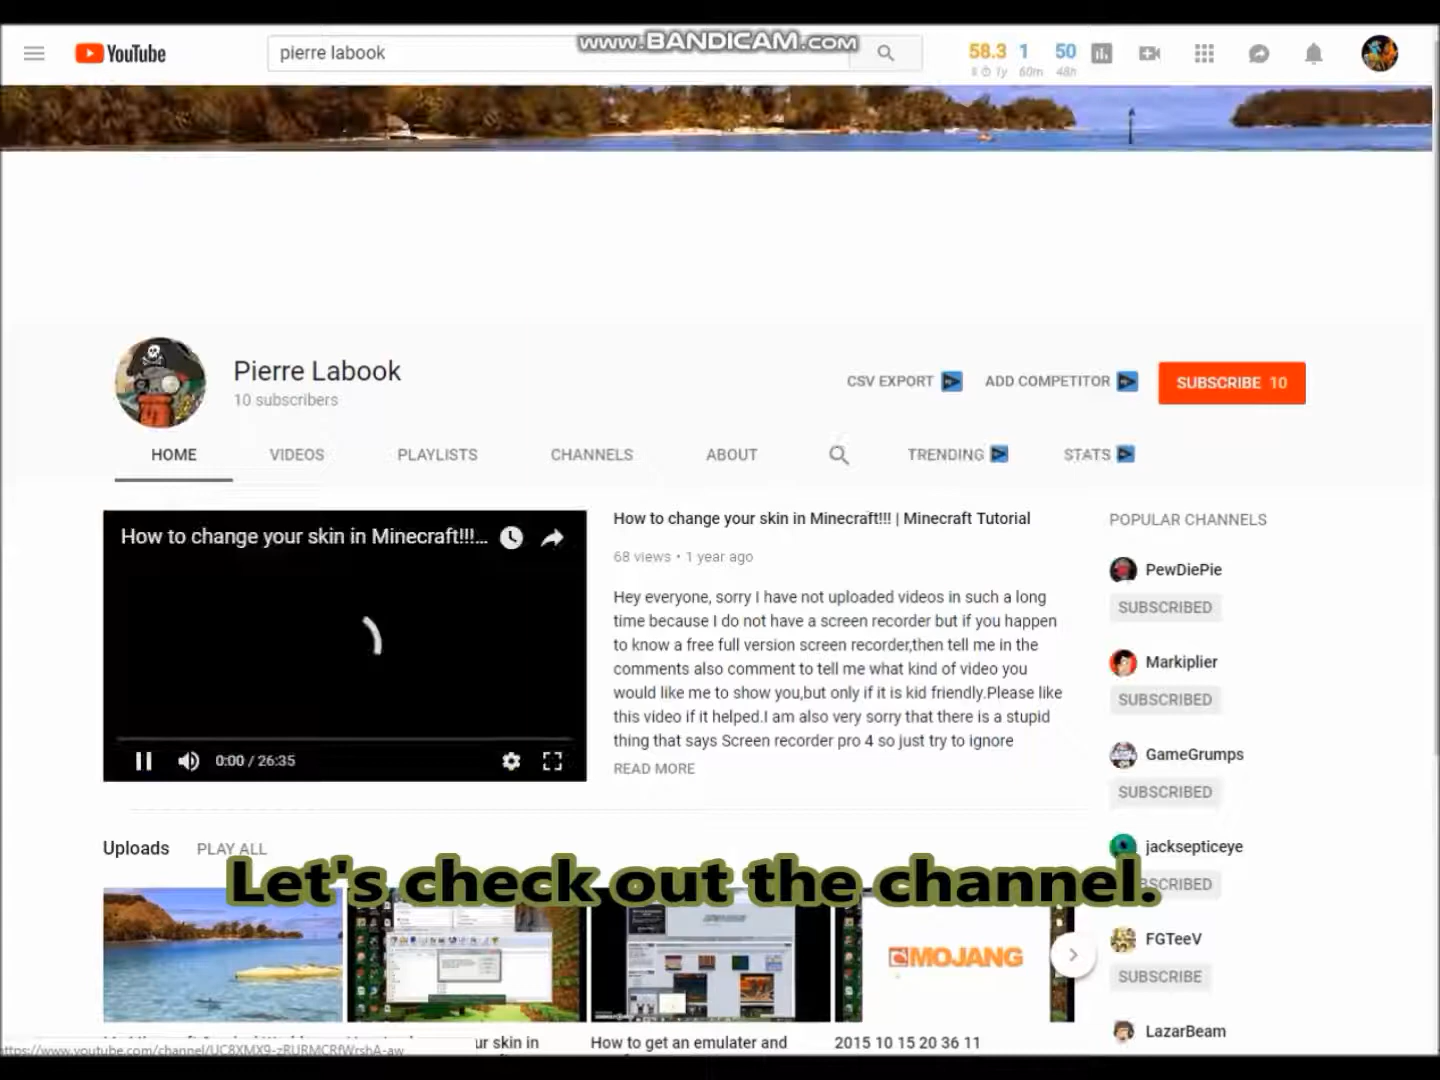 YouTube
pierre labook
www.BANDICAM.com
58.3 1 50
1y 60m 48h
Pierre Labook
10 subscribers
CSV EXPORT
ADD COMPETITOR
SUBSCRIBE 10
HOME
VIDEOS
PLAYLISTS
CHANNELS
ABOUT
TRENDING
STATS
How to change your skin in Minecraft!!!...
0:00 / 26:35
How to change your skin in Minecraft!!! | Minecraft Tutorial
68 views • 1 year ago
Hey everyone, sorry I have not uploaded videos in such a long
time because I do not have a screen recorder but if you happen
to know a free full version screen recorder,then tell me in the
comments also comment to tell me what kind of video you
would like me to show you,but only if it is kid friendly.Please like
this video if it helped.I am also very sorry that there is a stupid
thing that says Screen recorder pro 4 so just try to ignore
READ MORE
POPULAR CHANNELS
PewDiePie
SUBSCRIBED
Markiplier
SUBSCRIBED
GameGrumps
SUBSCRIBED
jacksepticeye
SCRIBED
FGTeeV
SUBSCRIBE
LazarBeam
Uploads
PLAY ALL
Let's check out the channel.
MOJANG
ur skin in
How to get an emulater and
2015 10 15 20 36 11
https://www.youtube.com/channel/UC8XMX9-zRURMCRfWrshA-aw